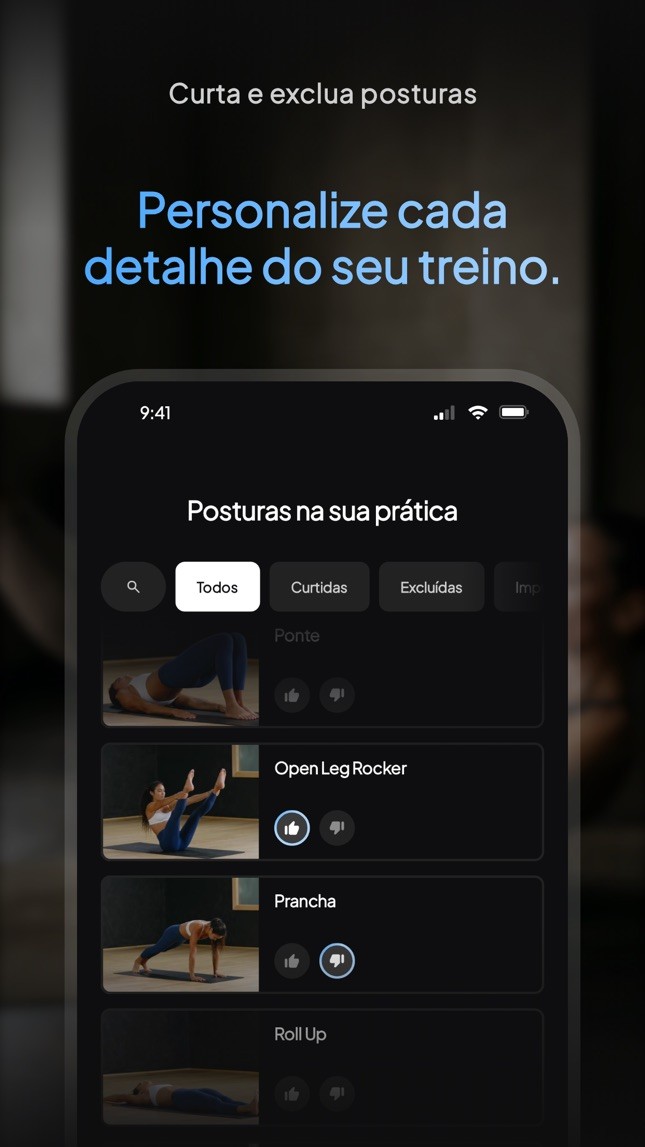 Curta e exclua posturas
Personalize cada
detalhe do seu treino.
9:41
Posturas na sua prática
Todos
Curtidas
Excluídas
Imp
Ponte
Open Leg Rocker
Prancha
Roll Up